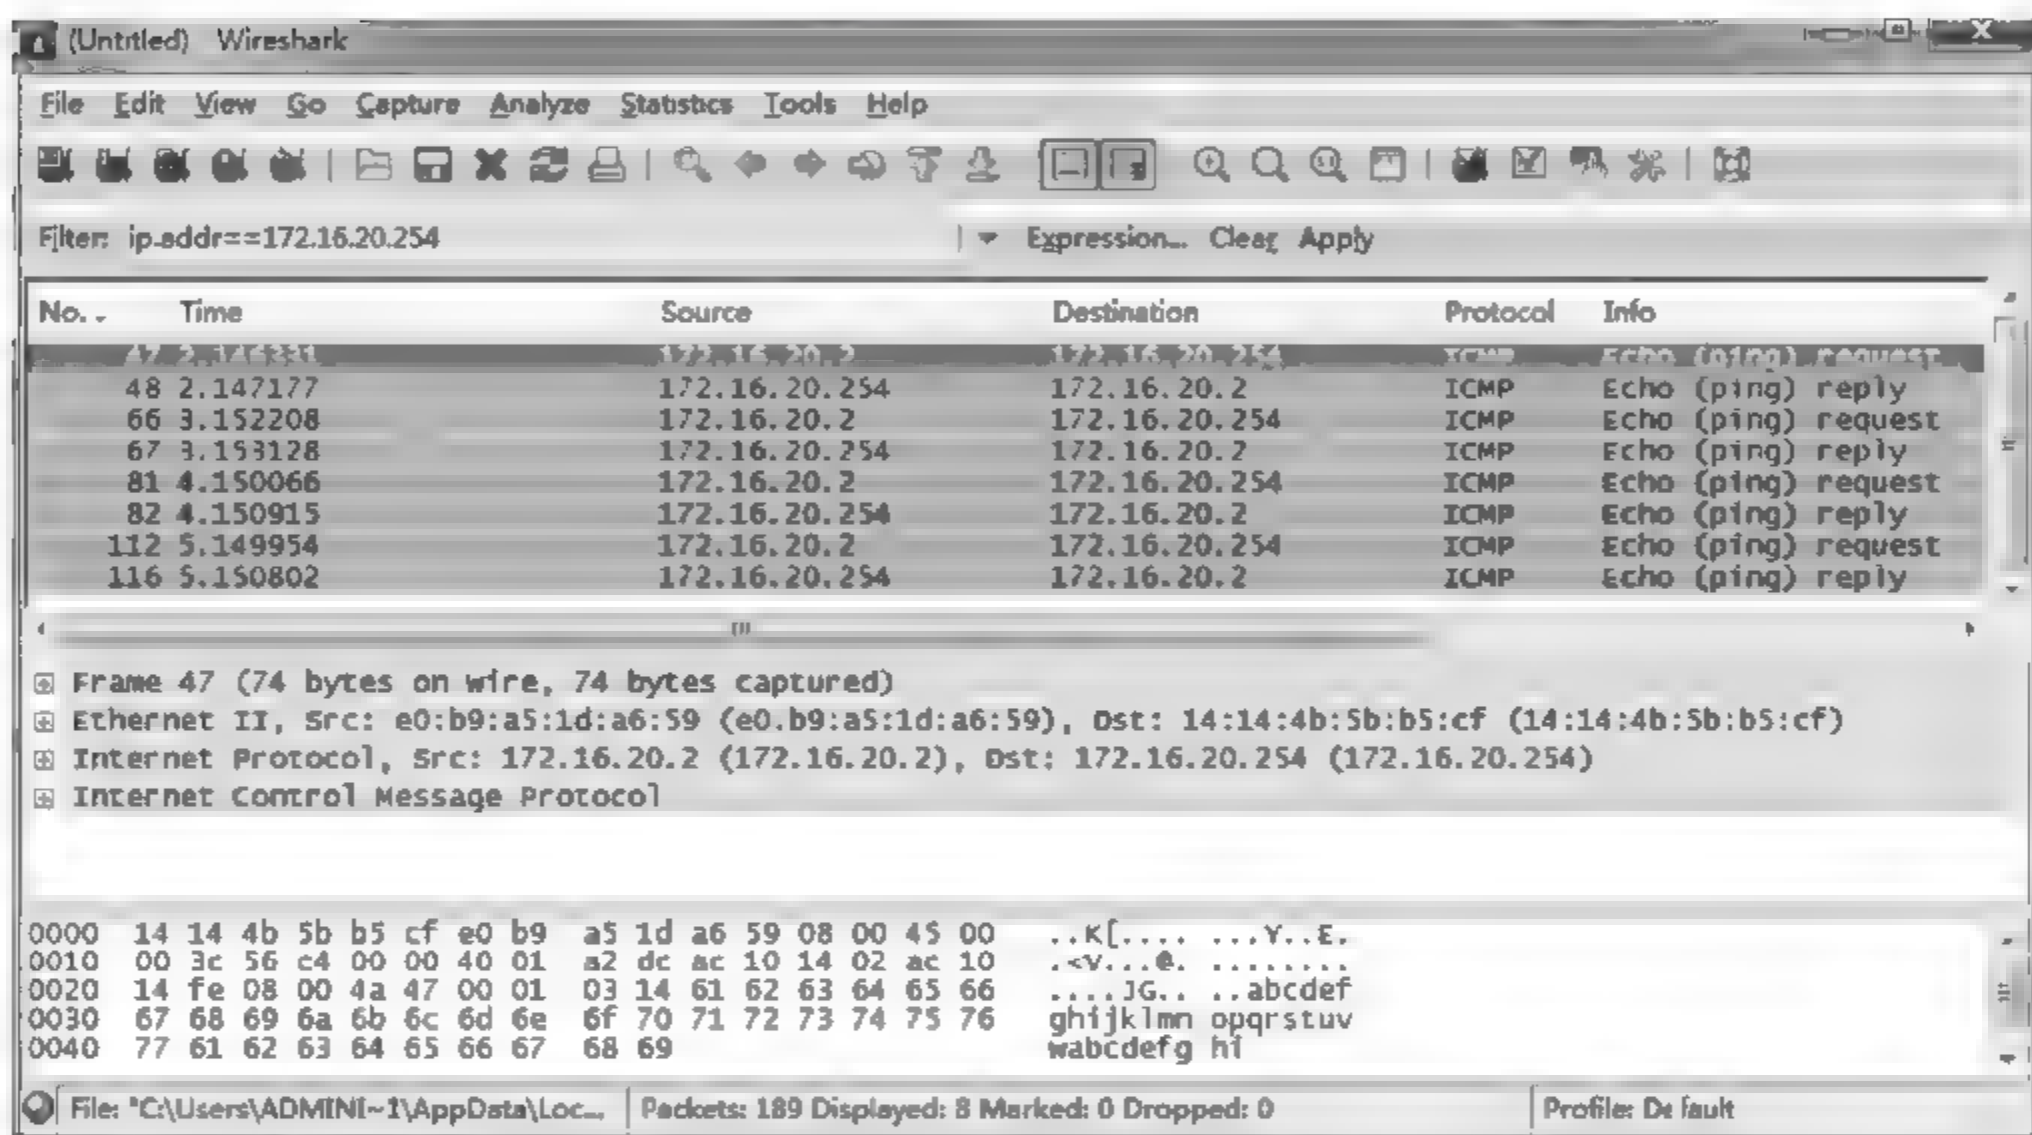 (Untitled) Wireshark
File Edit View Go Capture Analyze Statistics Tools Help
Filter: ip.addr==172.16.20.254 Expression... Clear Apply
No. Time Source Destination Protocol Info
47 2.146331 172.16.20.2 172.16.20.254 ICMP Echo (ping) request
48 2.147177 172.16.20.254 172.16.20.2 ICMP Echo (ping) reply
66 3.152208 172.16.20.2 172.16.20.254 ICMP Echo (ping) request
67 3.153128 172.16.20.254 172.16.20.2 ICMP Echo (ping) reply
81 4.150066 172.16.20.2 172.16.20.254 ICMP Echo (ping) request
82 4.150915 172.16.20.254 172.16.20.2 ICMP Echo (ping) reply
112 5.149954 172.16.20.2 172.16.20.254 ICMP Echo (ping) request
116 5.150802 172.16.20.254 172.16.20.2 ICMP Echo (ping) reply
Frame 47 (74 bytes on wire, 74 bytes captured)
Ethernet II, Src: e0:b9:a5:1d:a6:59 (e0:b9:a5:1d:a6:59), Dst: 14:14:4b:5b:b5:cf (14:14:4b:5b:b5:cf)
Internet Protocol, Src: 172.16.20.2 (172.16.20.2), Dst: 172.16.20.254 (172.16.20.254)
Internet Control Message Protocol
0000 14 14 4b 5b b5 cf e0 b9 a5 1d a6 59 08 00 45 00 ..K[.... ...Y..E.
0010 00 3c 56 c4 00 00 40 01 a2 dc ac 10 14 02 ac 10 .<V...@. ........
0020 14 fe 08 00 4a 47 00 01 03 14 61 62 63 64 65 66 ....JG.. ..abcdef
0030 67 68 69 6a 6b 6c 6d 6e 6f 70 71 72 73 74 75 76 ghijklmn opqrstuv
0040 77 61 62 63 64 65 66 67 68 69 wabcdefg hi
File: "C:\Users\ADMINI~1\AppData\Loc... Packets: 189 Displayed: 8 Marked: 0 Dropped: 0 Profile: Default